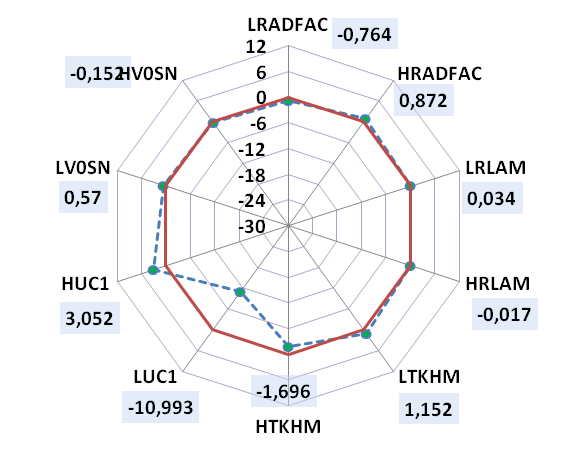 LRADFAC
-0,764
12
6
0
-6
-12
-18
-24
-30
HRADFAC
0,872
LRLAM
0,034
HRLAM
-0,017
LTKHM
1,152
-1,696
HTKHM
LUC1
-10,993
HUC1
3,052
LV0SN
0,57
HV0SN
-0,152